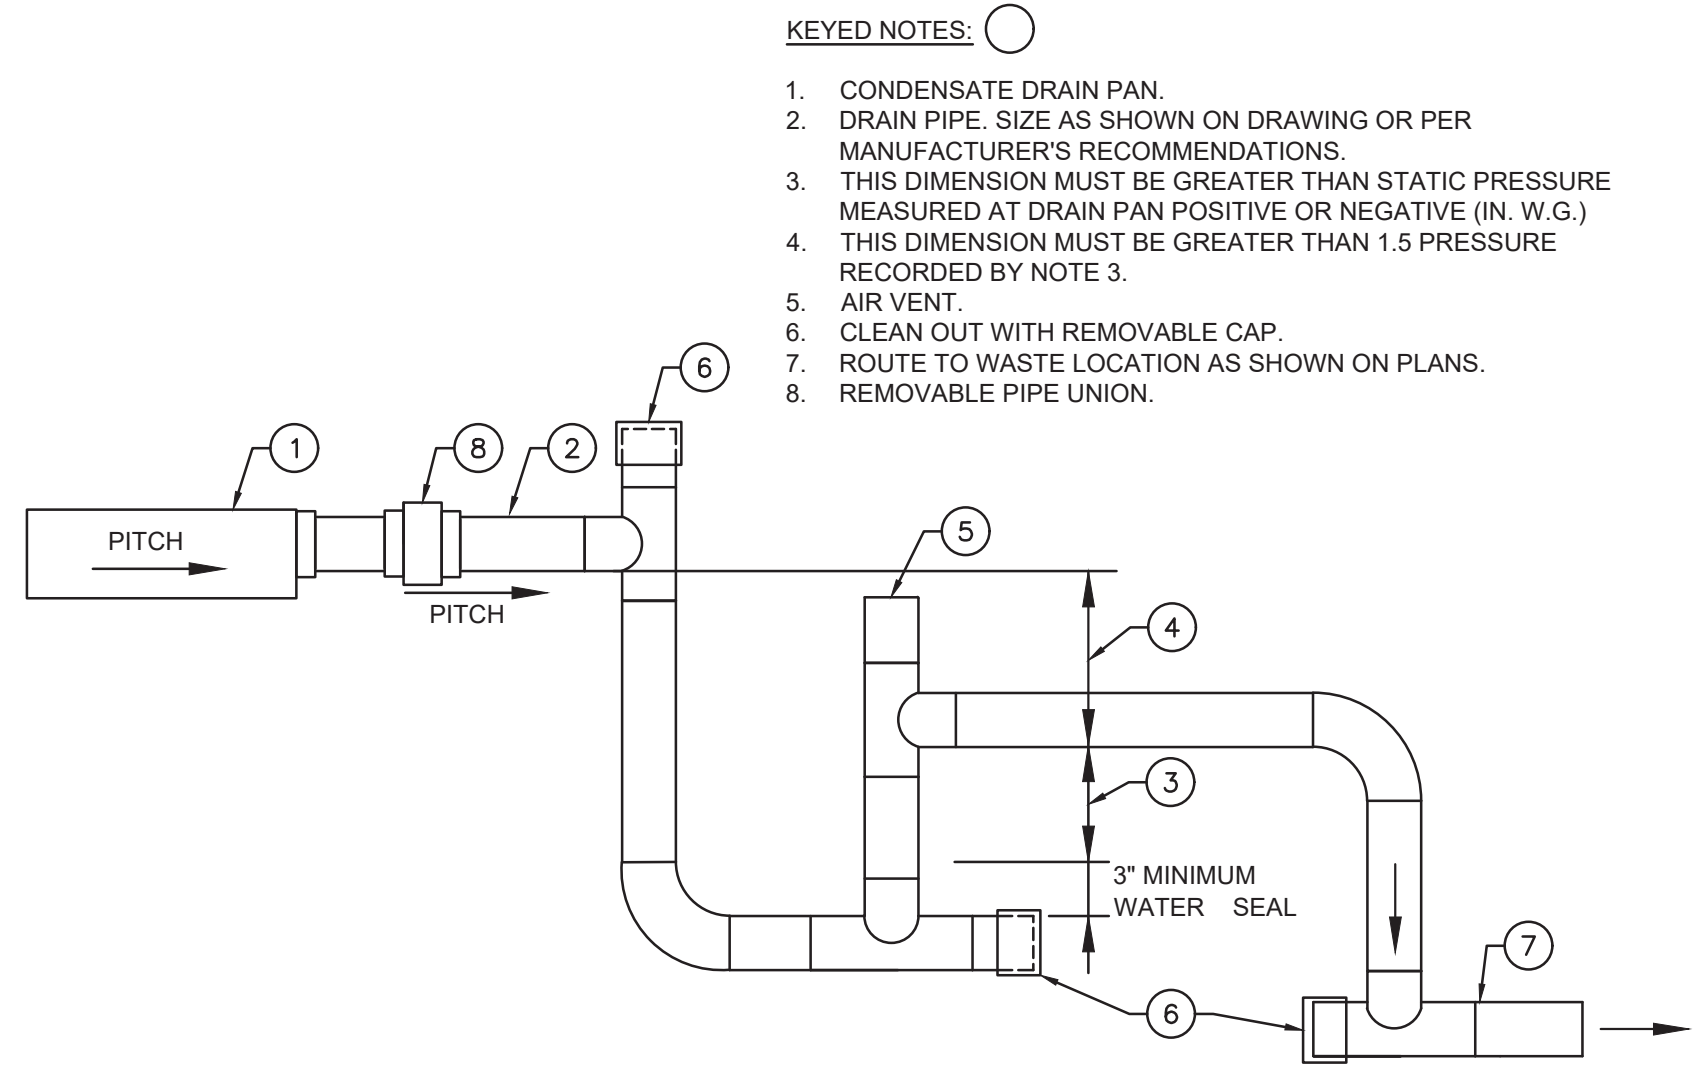 KEYED NOTES:
1. CONDENSATE DRAIN PAN.
2. DRAIN PIPE. SIZE AS SHOWN ON DRAWING OR PER
MANUFACTURER'S RECOMMENDATIONS.
3. THIS DIMENSION MUST BE GREATER THAN STATIC PRESSURE
MEASURED AT DRAIN PAN POSITIVE OR NEGATIVE (IN. W.G.)
4. THIS DIMENSION MUST BE GREATER THAN 1.5 PRESSURE
RECORDED BY NOTE 3.
5. AIR VENT.
6. CLEAN OUT WITH REMOVABLE CAP.
7. ROUTE TO WASTE LOCATION AS SHOWN ON PLANS.
8. REMOVABLE PIPE UNION.
6
1
8
2
5
PITCH
PITCH
4
3
3" MINIMUM
WATER SEAL
7
6